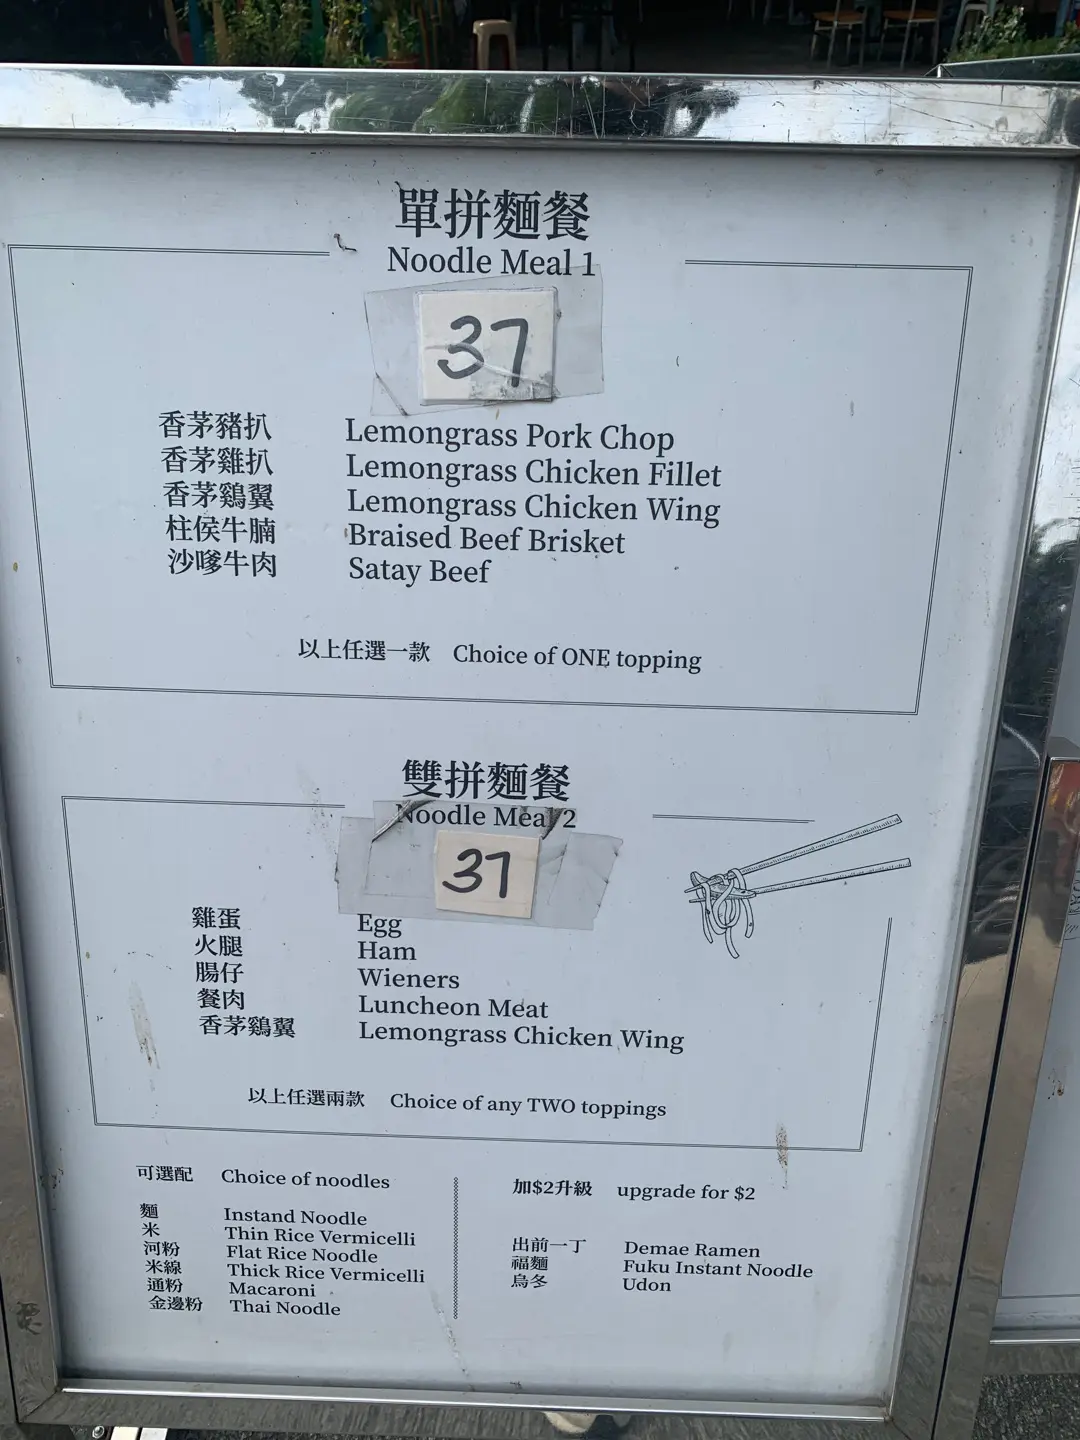 單拼麵餐
Noodle Meal 1
37
香茅豬扒 Lemongrass Pork Chop
香茅雞扒 Lemongrass Chicken Fillet
香茅鷄翼 Lemongrass Chicken Wing
柱侯牛腩 Braised Beef Brisket
沙嗲牛肉 Satay Beef
以上任選一款 Choice of ONE topping
雙拼麵餐
Noodle Meal 2
37
雞蛋 Egg
火腿 Ham
腸仔 Wieners
餐肉 Luncheon Meat
香茅鷄翼 Lemongrass Chicken Wing
以上任選兩款 Choice of any TWO toppings
可選配 Choice of noodles
麵 Instand Noodle
米 Thin Rice Vermicelli
河粉 Flat Rice Noodle
米線 Thick Rice Vermicelli
通粉 Macaroni
金邊粉 Thai Noodle
加$2升級 upgrade for $2
出前一丁 Demae Ramen
福麵 Fuku Instant Noodle
烏冬 Udon